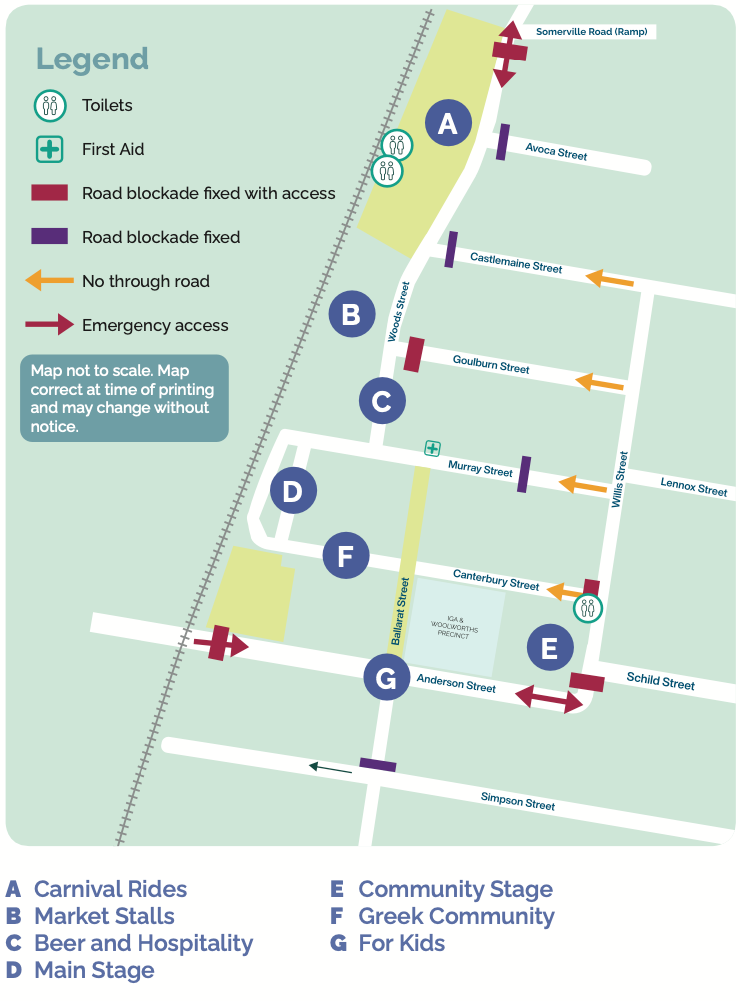 Legend
Toilets
First Aid
Road blockade fixed with access
Road blockade fixed
No through road
Emergency access
Map not to scale. Map
correct at time of printing
and may change without
notice.
Somerville Road (Ramp)
A
Avoca Street
Castlemaine Street
B
Woods Street
Goulburn Street
C
Murray Street
Willis Street
Lennox Street
D
F
Canterbury Street
Ballarat Street
IGA &
WOOLWORTHS
PRECINCT
E
G
Anderson Street
Schild Street
Simpson Street
A Carnival Rides
B Market Stalls
C Beer and Hospitality
D Main Stage
E Community Stage
F Greek Community
G For Kids